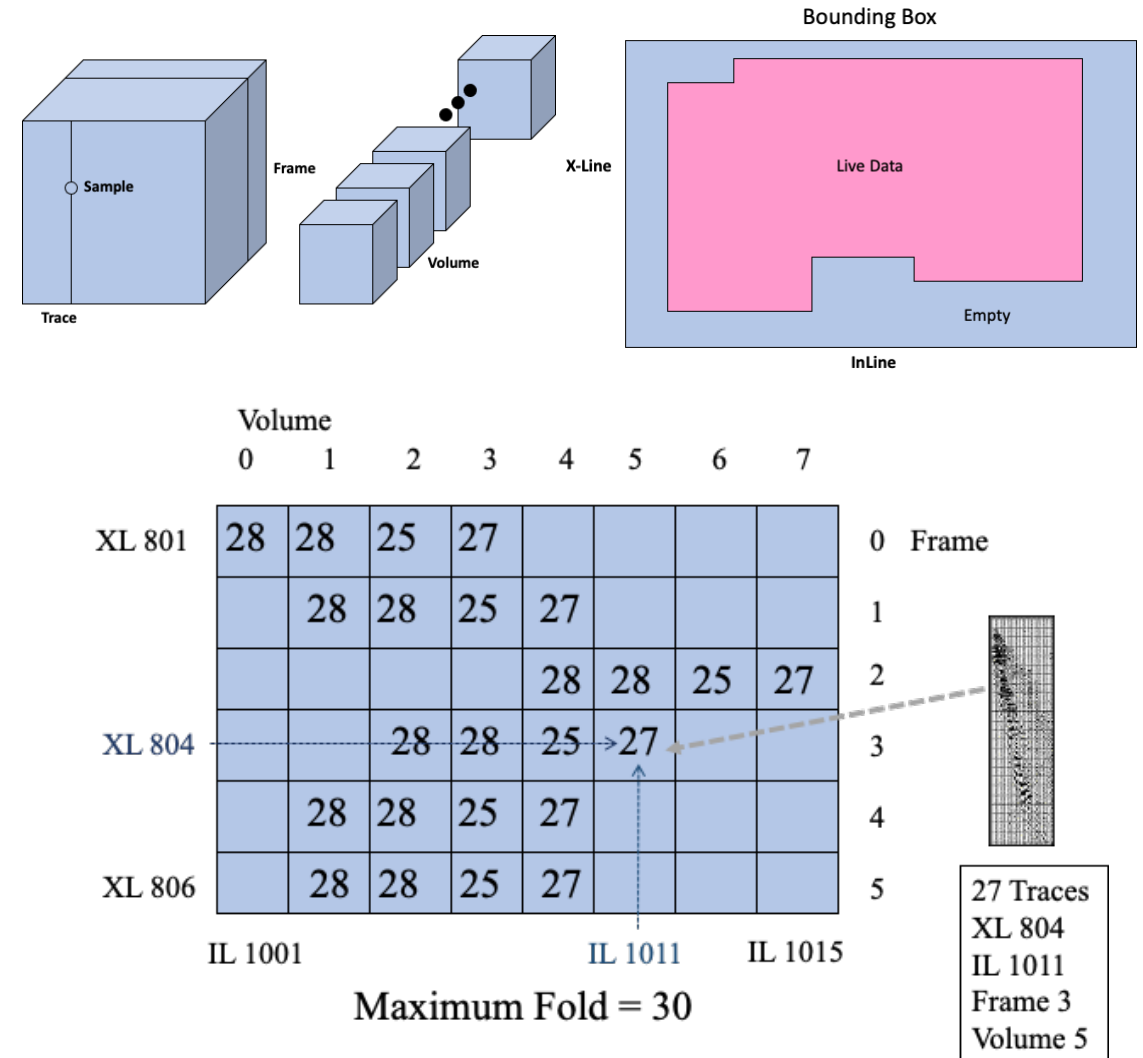 Bounding Box
Sample
Frame
X-Line
Live Data
Volume
Trace
Empty
InLine
Volume
0 1 2 3 4 5 6 7
XL 801 28 28 25 27 0 Frame
28 28 25 27 1
28 28 25 27 2
XL 804 28 28 25 27 3
28 28 25 27 4
XL 806 28 28 25 27 5
IL 1001 IL 1011 IL 1015
Maximum Fold = 30
27 Traces
XL 804
IL 1011
Frame 3
Volume 5